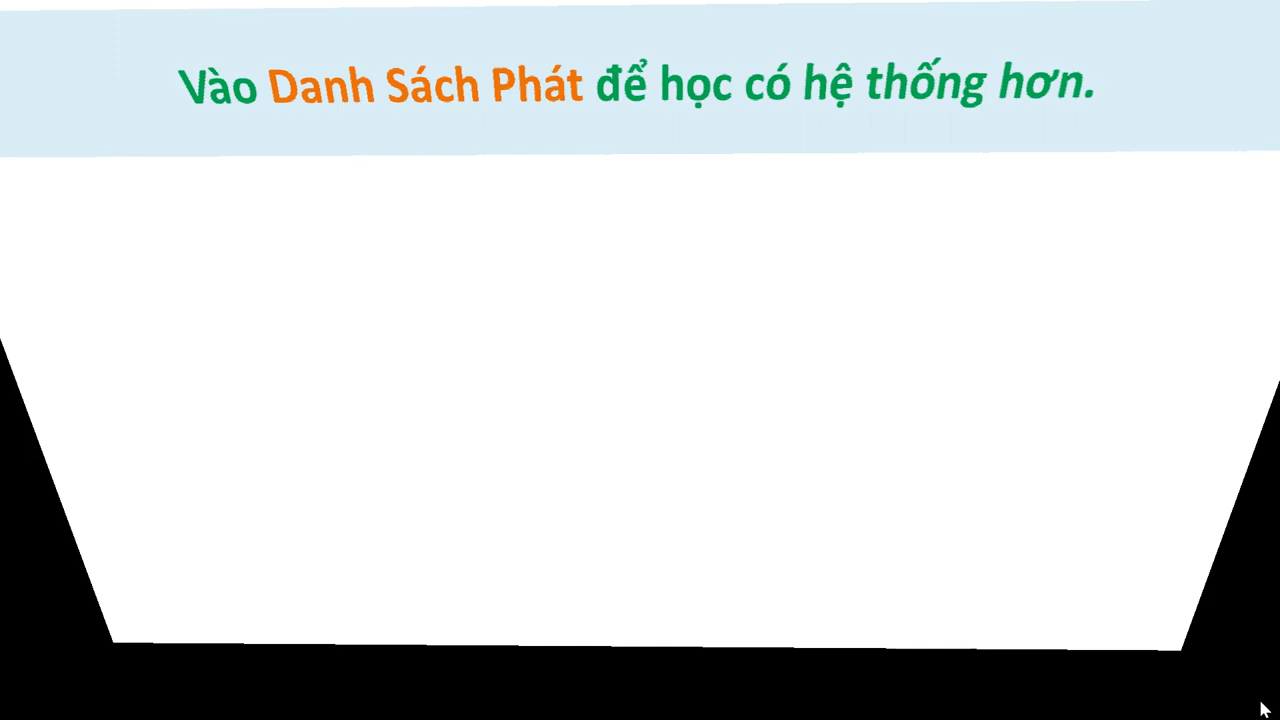 Vào Danh Sách Phát để học có hệ thống hơn.